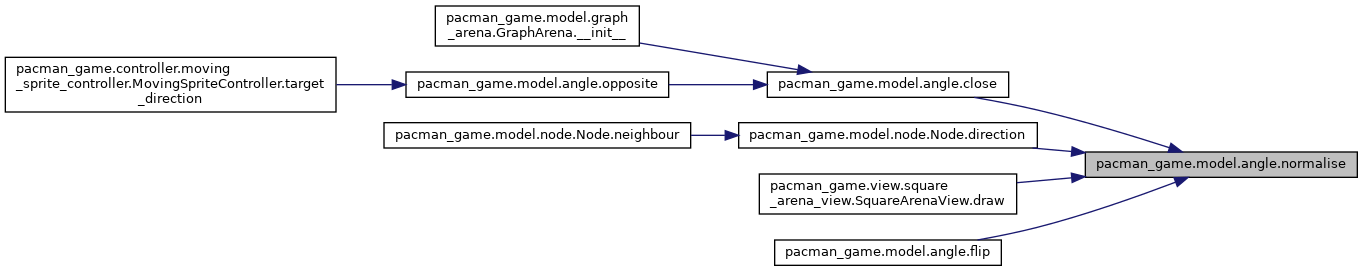 pacman_game.model.graph
_arena.GraphArena.__init__
pacman_game.controller.moving
_sprite_controller.MovingSpriteController.target
_direction
pacman_game.model.angle.opposite
pacman_game.model.angle.close
pacman_game.model.node.Node.neighbour
pacman_game.model.node.Node.direction
pacman_game.model.angle.normalise
pacman_game.view.square
_arena_view.SquareArenaView.draw
pacman_game.model.angle.flip